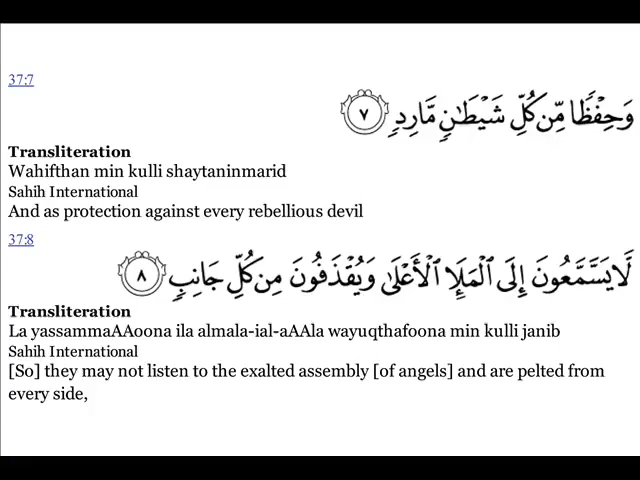 37:7
وَحِفْظًا مِّن كُلِّ شَيْطَٰنٍ مَّارِدٍ ٧
Transliteration
Wahifthan min kulli shaytaninmarid
Sahih International
And as protection against every rebellious devil
37:8
لَّا يَسَّمَّعُونَ إِلَى ٱلْمَلَإِ ٱلْأَعْلَىٰ وَيُقْذَفُونَ مِن كُلِّ جَانِبٍ ٨
Transliteration
La yassammaAAoona ila almala-ial-aAAla wayuqthafoona min kulli janib
Sahih International
[So] they may not listen to the exalted assembly [of angels] and are pelted from
every side,